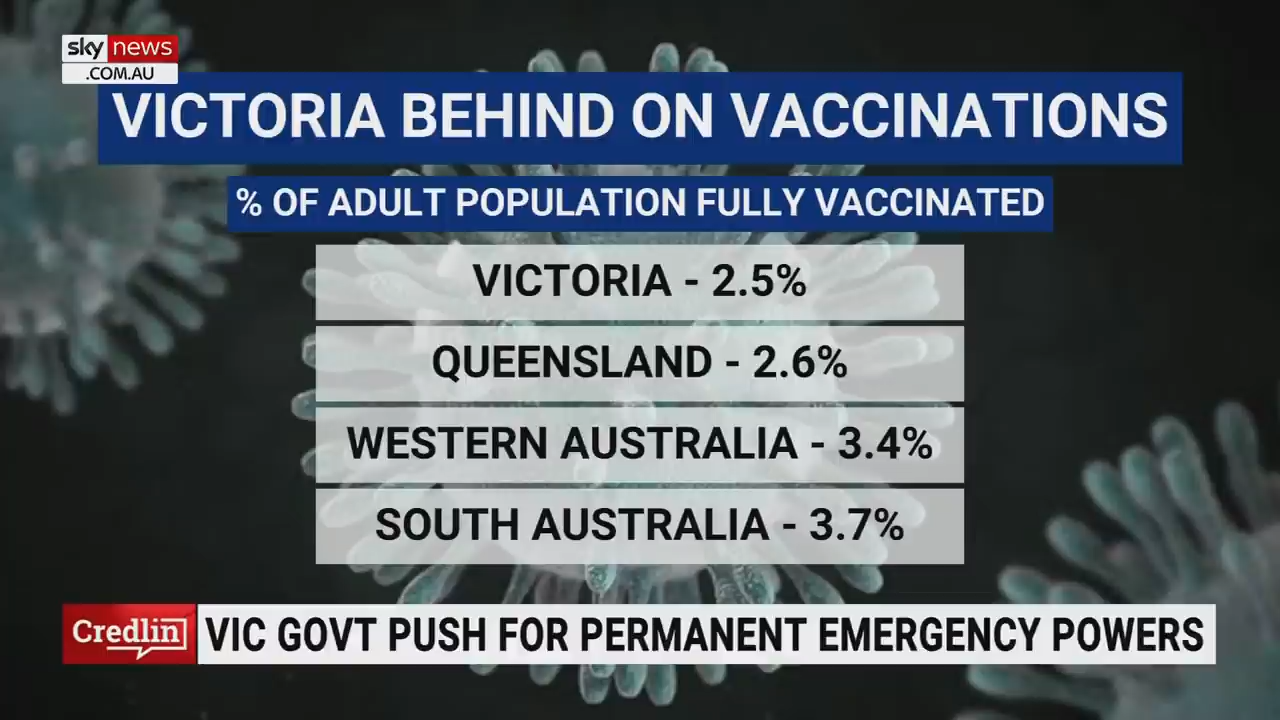 sky news
.COM.AU
VICTORIA BEHIND ON VACCINATIONS
% OF ADULT POPULATION FULLY VACCINATED
VICTORIA - 2.5%
QUEENSLAND - 2.6%
WESTERN AUSTRALIA - 3.4%
SOUTH AUSTRALIA - 3.7%
Credlin VIC GOVT PUSH FOR PERMANENT EMERGENCY POWERS